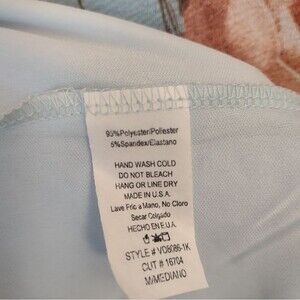 95%Polyester/Poliester
5%Spandex/Elastano
HAND WASH COLD
DO NOT BLEACH
HANG OR LINE DRY
MADE IN U.S.A.
Lave Frio a Mano, No Cloro
Secar Colgado
HECHO EN E.U.A.
STYLE # VD8086-1K
CUT # 16704
M/MEDIANO